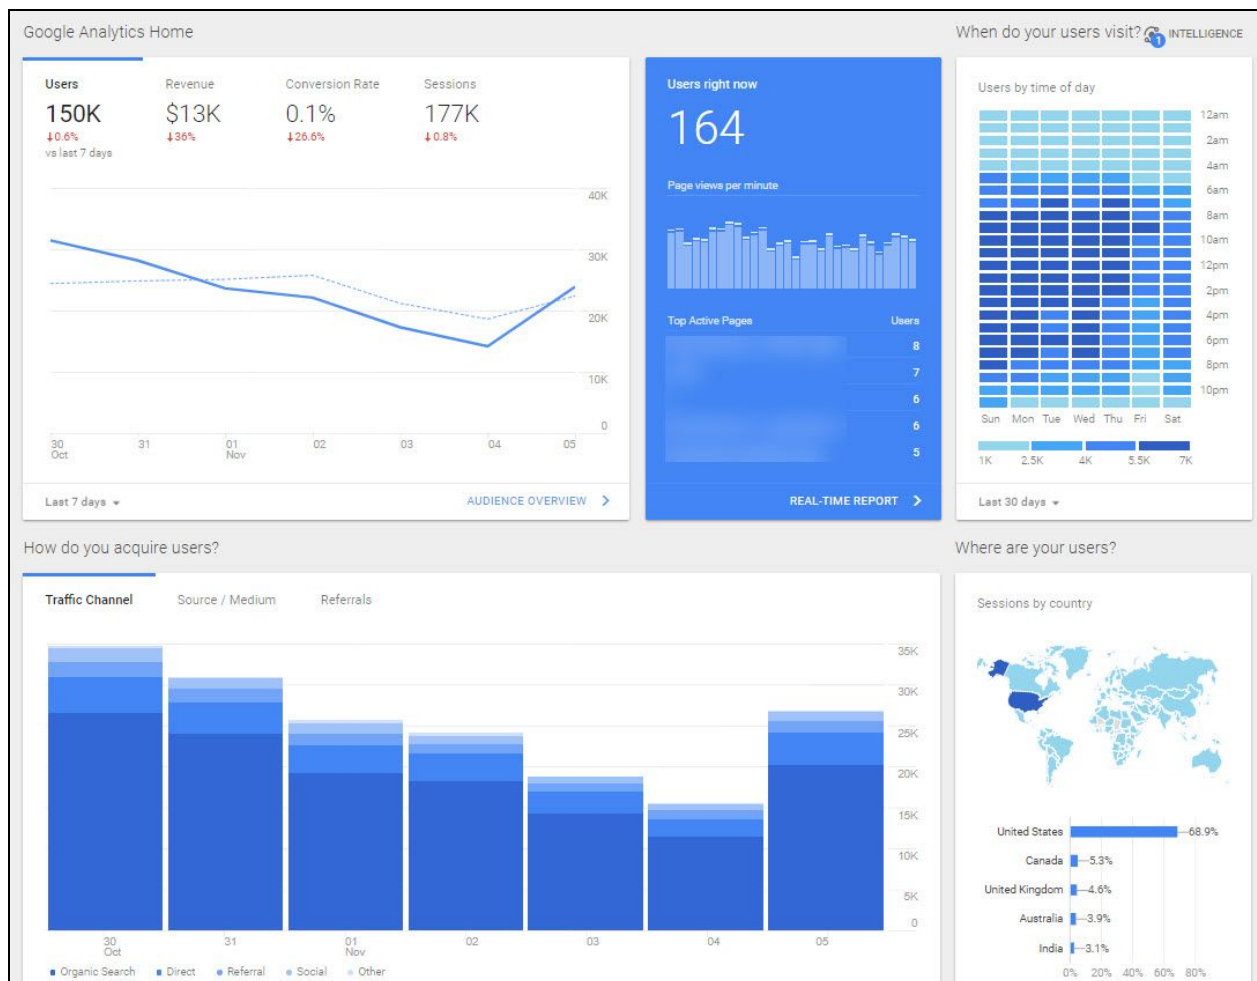 Google Analytics Home
When do your users visit?
1
INTELLIGENCE
Users
Revenue
Conversion Rate
Sessions
150K
$13K
0.1%
177K
↓0.6%
↓36%
↓26.6%
↓0.8%
vs last 7 days
40K
30K
20K
10K
0
30
Oct
31
01
Nov
02
03
04
05
Last 7 days
AUDIENCE OVERVIEW
Users right now
164
Page views per minute
Top Active Pages
Users
8
7
6
6
5
REAL-TIME REPORT
Users by time of day
12am
2am
4am
6am
8am
10am
12pm
2pm
4pm
6pm
8pm
10pm
Sun Mon Tue Wed Thu Fri Sat
1K 2.5K 4K 5.5K 7K
Last 30 days
How do you acquire users?
Traffic Channel
Source / Medium
Referrals
35K
30K
25K
20K
15K
10K
5K
0
30
Oct
31
01
Nov
02
03
04
05
Organic Search
Direct
Referral
Social
Other
Where are your users?
Sessions by country
United States 68.9%
Canada 5.3%
United Kingdom 4.6%
Australia 3.9%
India 3.1%
0% 20% 40% 60% 80%